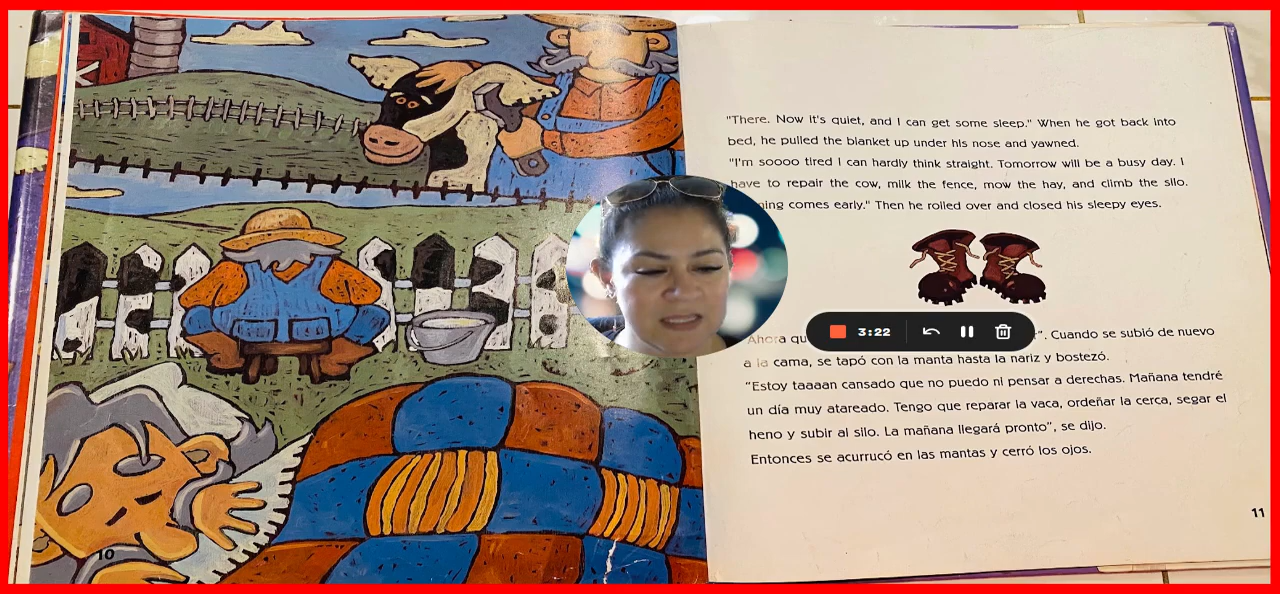 "There. Now it's quiet, and I can get some sleep." When he got back into
bed, he pulled the blanket up under his nose and yawned.
"I'm soooo tired I can hardly think straight. Tomorrow will be a busy day. I
have to repair the cow, milk the fence, mow the hay, and climb the silo.
comes early." Then he rolled over and closed his sleepy eyes.
3:22
Ahora ". Cuando se subió de nuevo
a la cama, se tapó con la manta hasta la nariz y bostezó.
"Estoy taaaan cansado que no puedo ni pensar a derechas. Mañana tendré
un día muy atareado. Tengo que reparar la vaca, ordeñar la cerca, segar el
heno y subir al silo. La mañana llegará pronto", se dijo.
Entonces se acurrucó en las mantas y cerró los ojos.
10
11